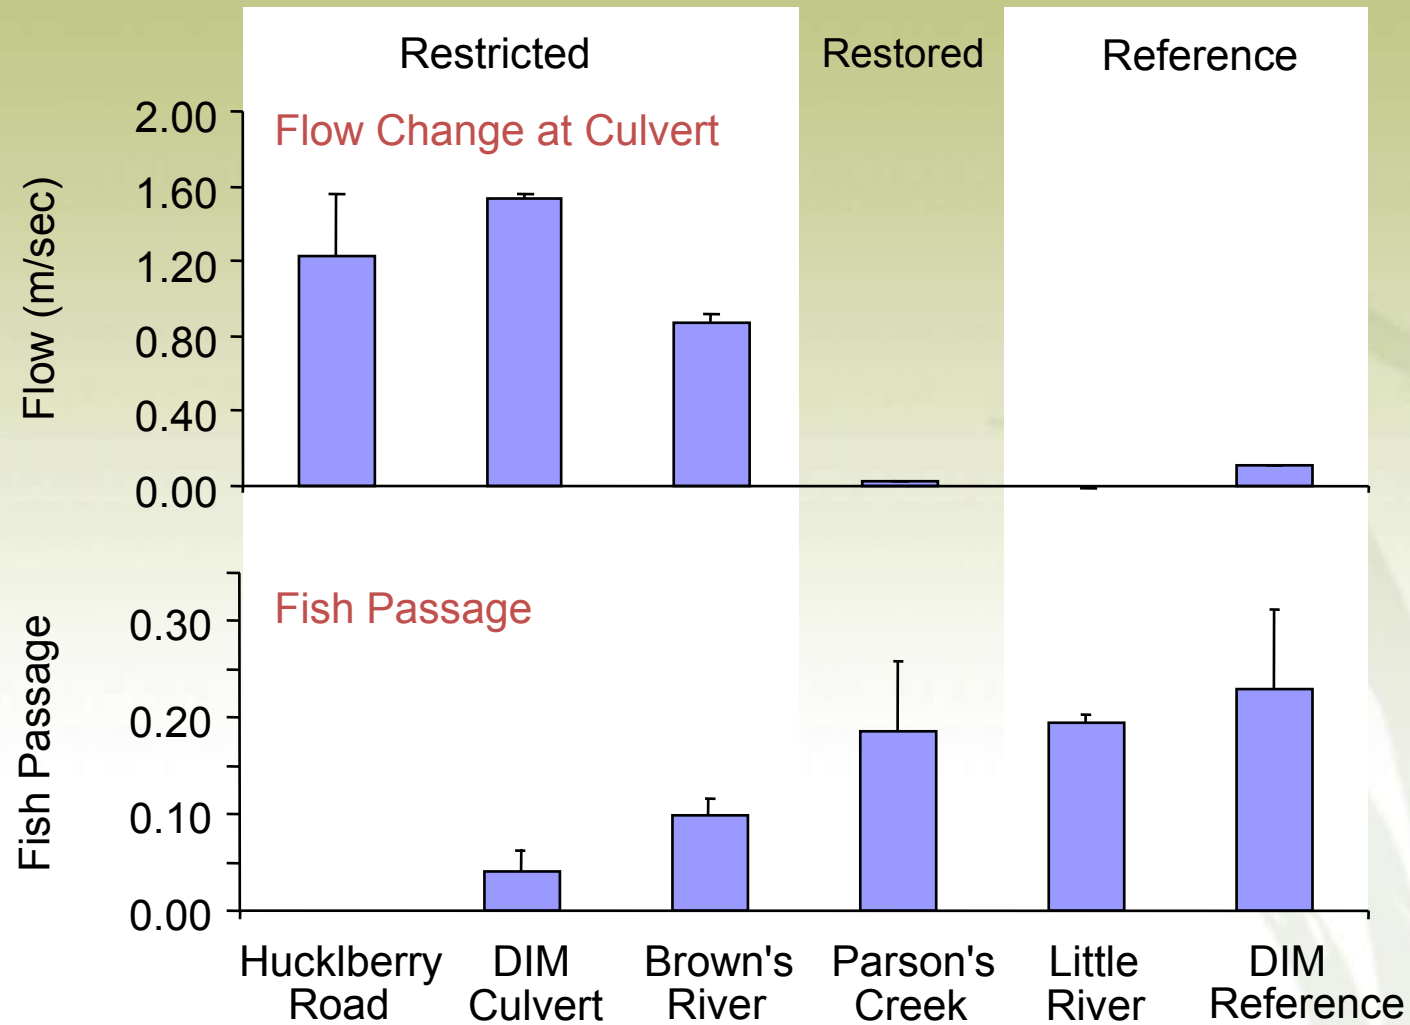 Restricted
Restored
Reference
Flow Change at Culvert
Flow (m/sec)
2.00
1.60
1.20
0.80
0.40
0.00
Fish Passage
Fish Passage
0.30
0.20
0.10
0.00
Hucklberry
Road
DIM
Culvert
Brown's
River
Parson's
Creek
Little
River
DIM
Reference